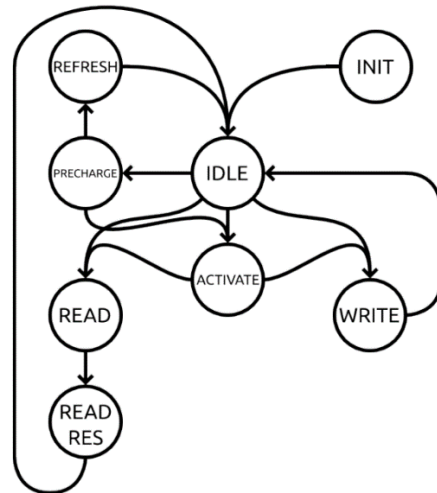 REFRESH
INIT
PRECHARGE
IDLE
ACTIVATE
READ
WRITE
READ
RES